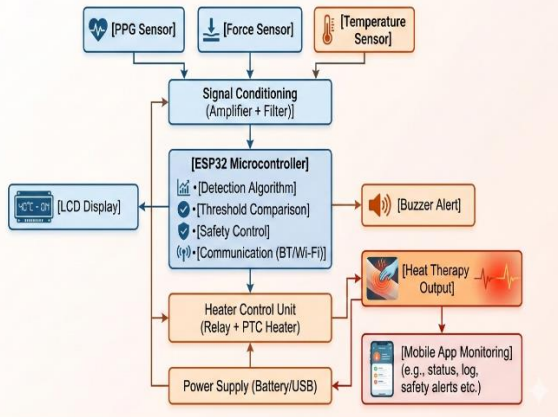 [PPG Sensor]
[Force Sensor]
[Temperature
Sensor]
Signal Conditioning
(Amplifier + Filter)]
[ESP32 Microcontroller]
• [Detection Algorithm]
• [Threshold Comparison]
• [Safety Control]
• [Communication (BT/Wi-Fi)]
40°C - ON
[LCD Display]
[Buzzer Alert]
Heater Control Unit
(Relay + PTC Heater)
[Heat Therapy
Output]
Power Supply (Battery/USB)
[Mobile App Monitoring]
(e.g., status, log,
safety alerts etc.)